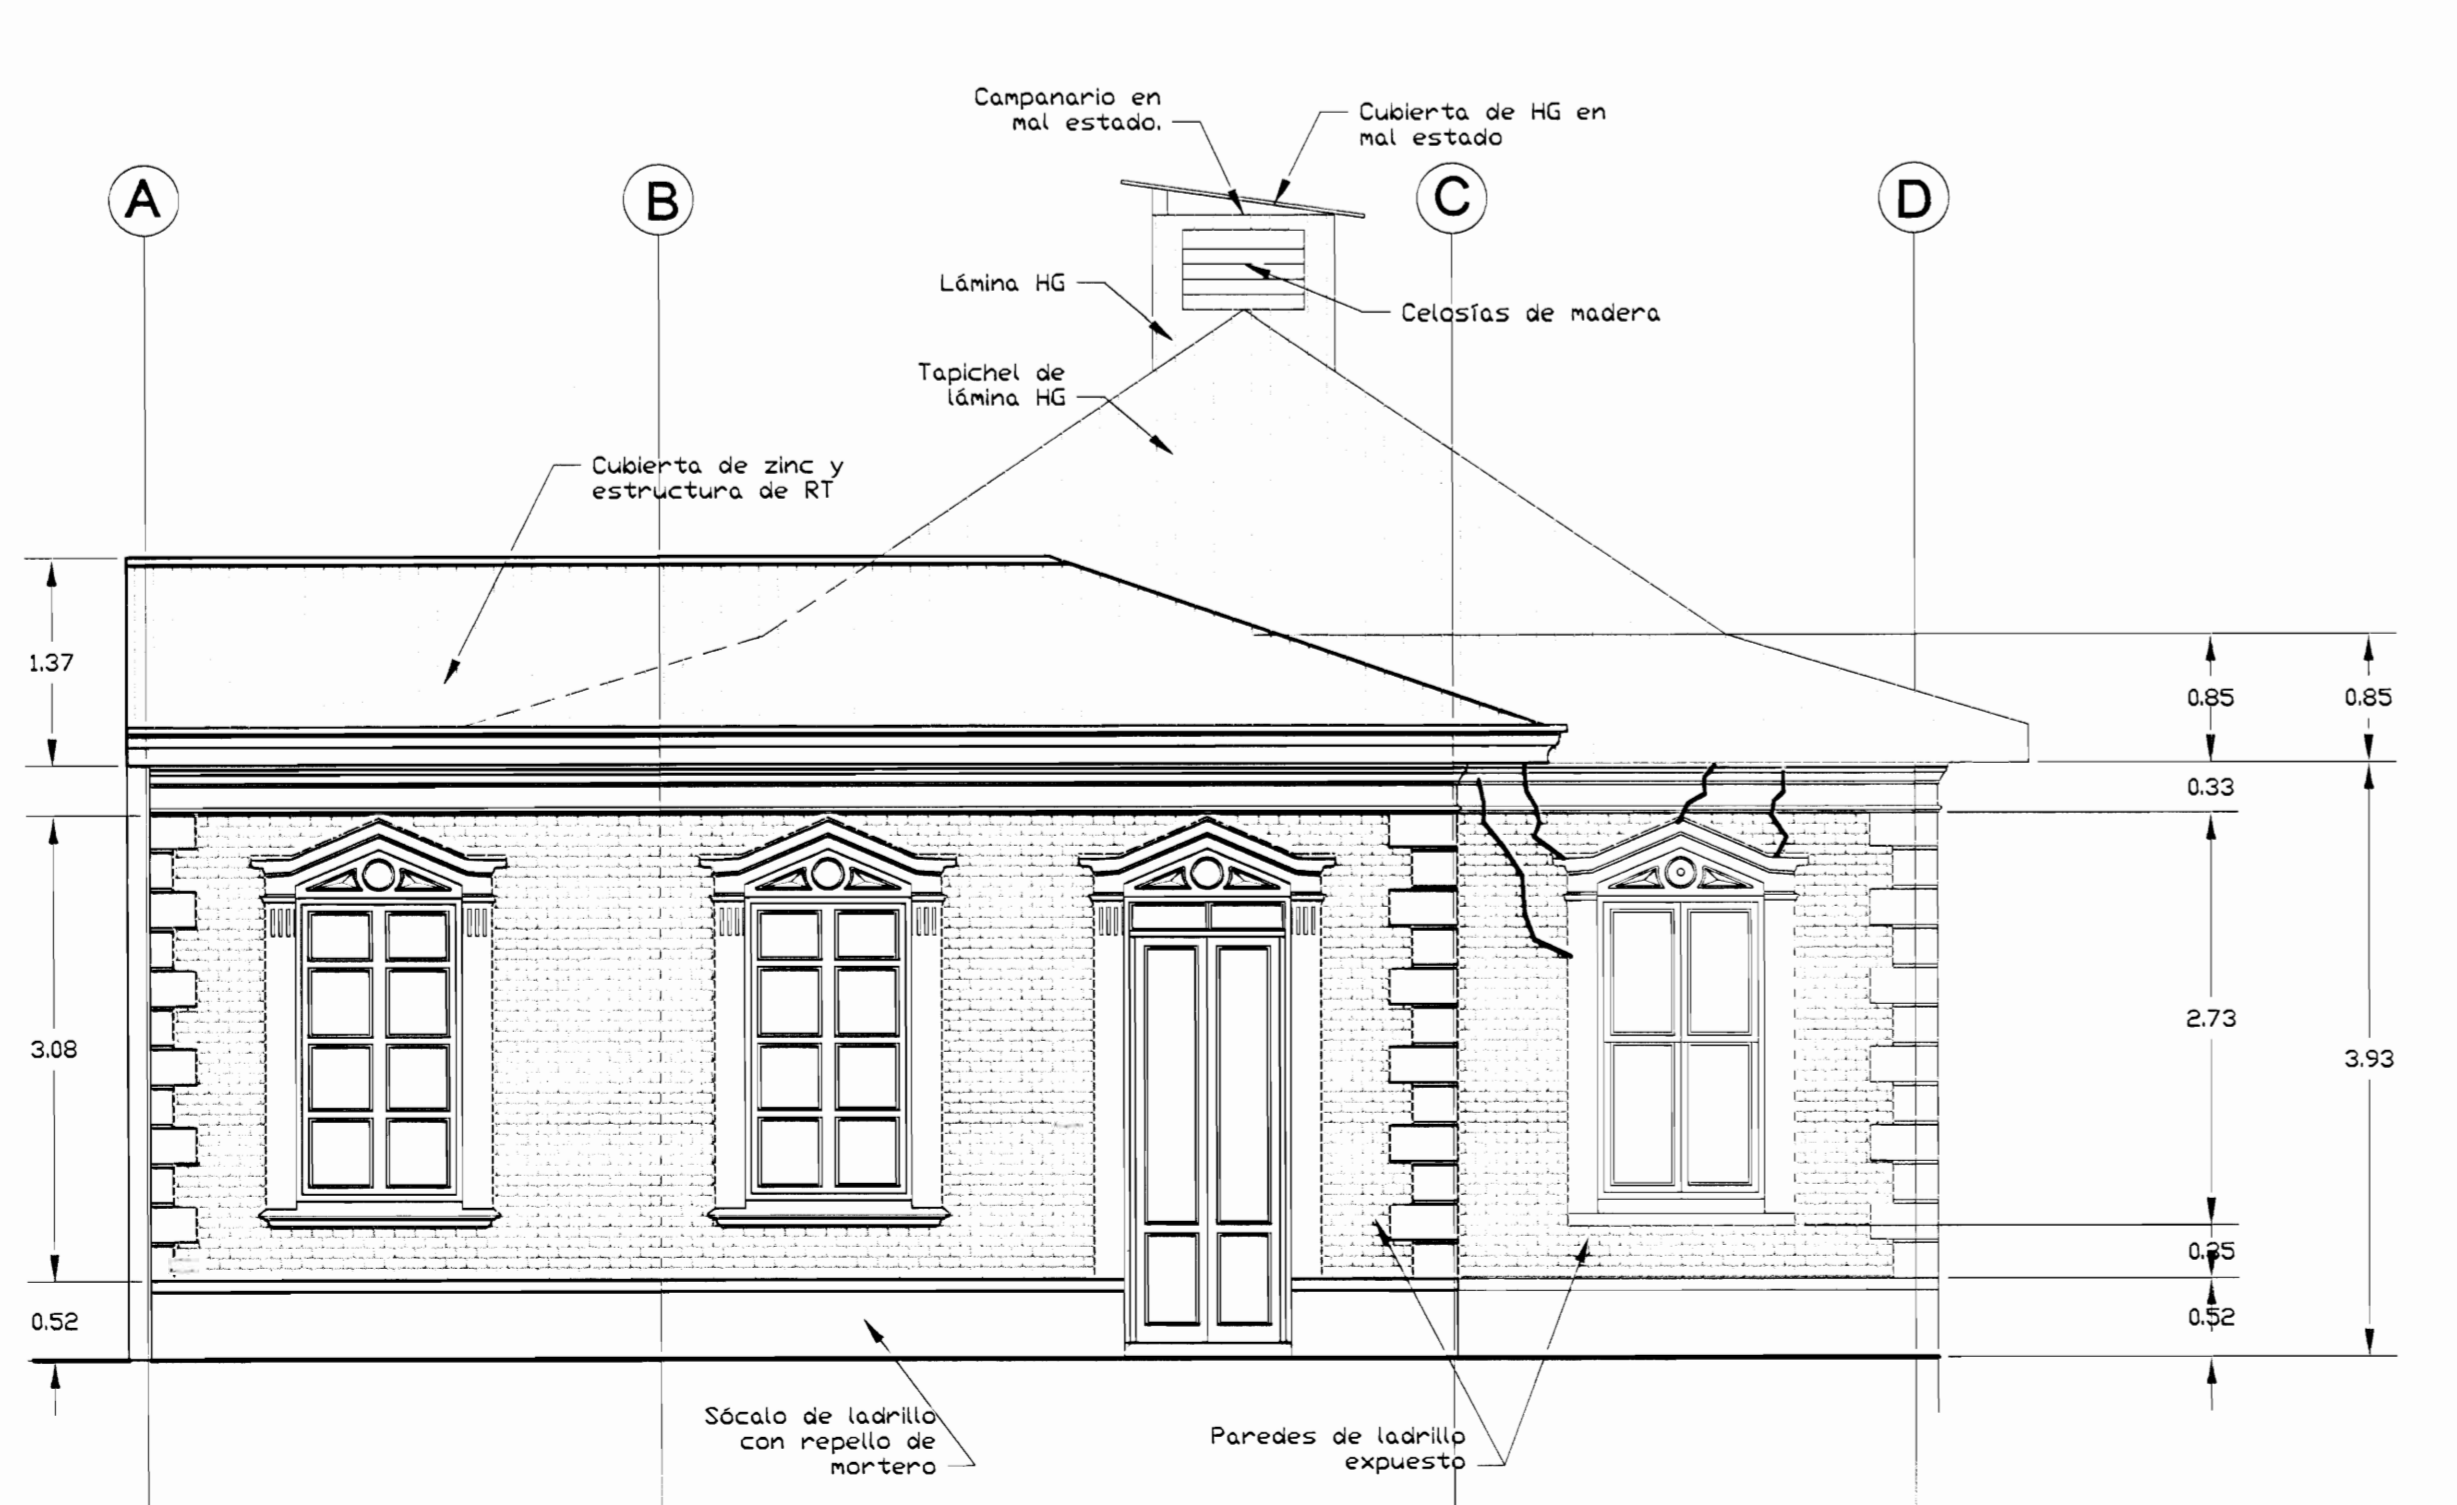 Campanario en
mal estado.
Cubierta de HG en
mal estado
A
B
C
D
Lámina HG
Celosías de madera
Tapichel de
lámina HG
Cubierta de zinc y
estructura de RT
1.37
0.85
0.85
0.33
3.08
2.73
3.93
0.35
0.52
0.52
Sócalo de ladrillo
con repello de
mortero
Paredes de ladrillo
expuesto